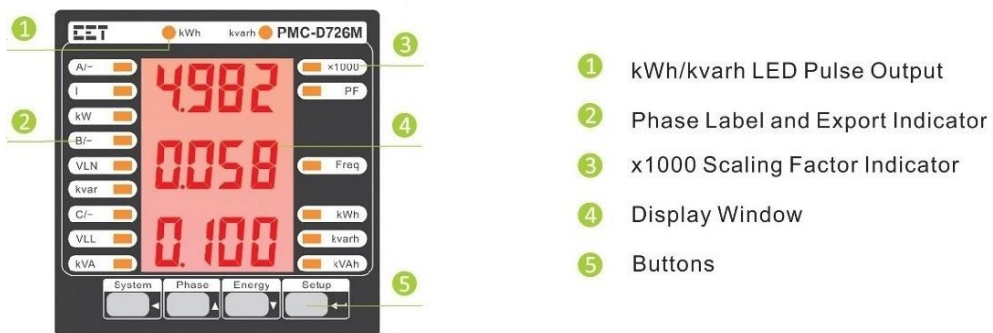 1
CET kWh kvarh PMC-D726M
3
A/- ×1000
I PF
kW
2
B/-
4
VLN Freq
kvar
C/- kWh
VLL kvarh
kVA kVAh
4.982
0.058
0.100
5
System Phase Energy Setup
1 kWh/kvarh LED Pulse Output
2 Phase Label and Export Indicator
3 x1000 Scaling Factor Indicator
4 Display Window
5 Buttons